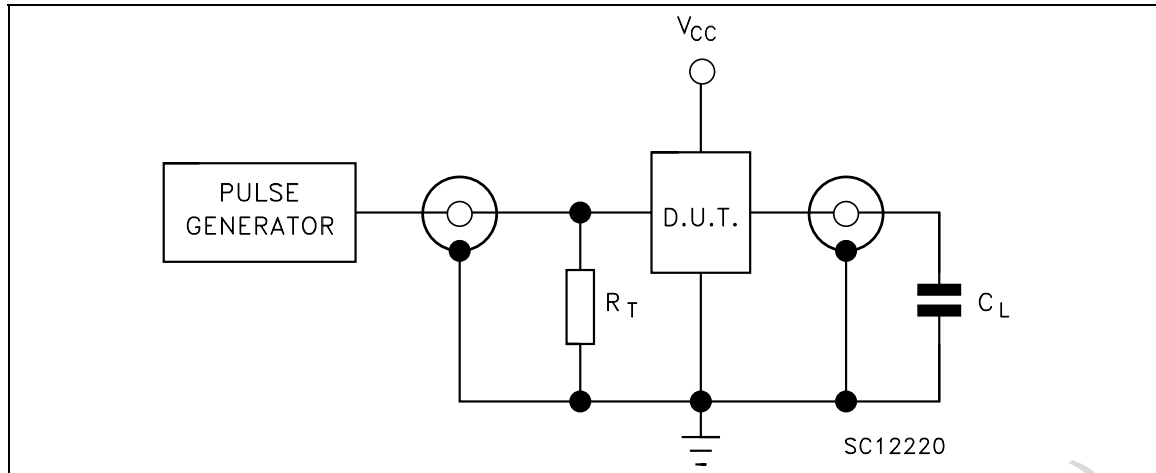 VCC
PULSE
GENERATOR
D.U.T.
RT
CL
SC12220